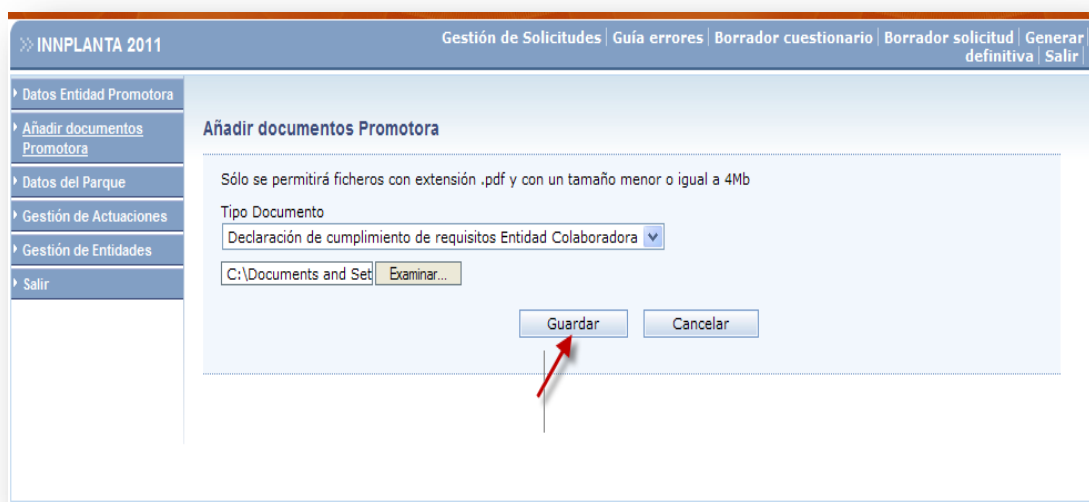 INNPLANTA 2011
Gestión de Solicitudes | Guía errores | Borrador cuestionario | Borrador solicitud | Generar
definitiva | Salir |
Datos Entidad Promotora
Añadir documentos
Promotora
Datos del Parque
Gestión de Actuaciones
Gestión de Entidades
Salir
Añadir documentos Promotora
Sólo se permitirá ficheros con extensión .pdf y con un tamaño menor o igual a 4Mb
Tipo Documento
Declaración de cumplimiento de requisitos Entidad Colaboradora
C:\Documents and Set Examinar...
Guardar Cancelar